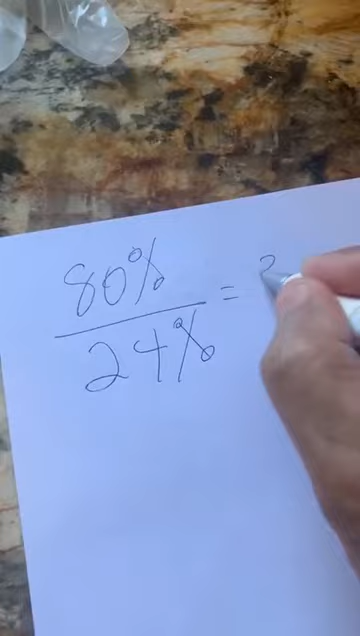 80%
24% =